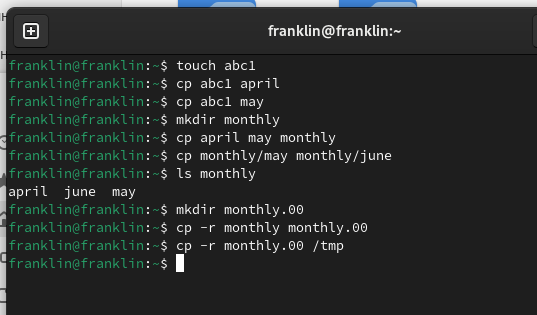 franklin@franklin:~
franklin@franklin:~$ touch abc1
franklin@franklin:~$ cp abc1 april
franklin@franklin:~$ cp abc1 may
franklin@franklin:~$ mkdir monthly
franklin@franklin:~$ cp april may monthly
franklin@franklin:~$ cp monthly/may monthly/june
franklin@franklin:~$ ls monthly
april  june  may
franklin@franklin:~$ mkdir monthly.00
franklin@franklin:~$ cp -r monthly monthly.00
franklin@franklin:~$ cp -r monthly.00 /tmp
franklin@franklin:~$